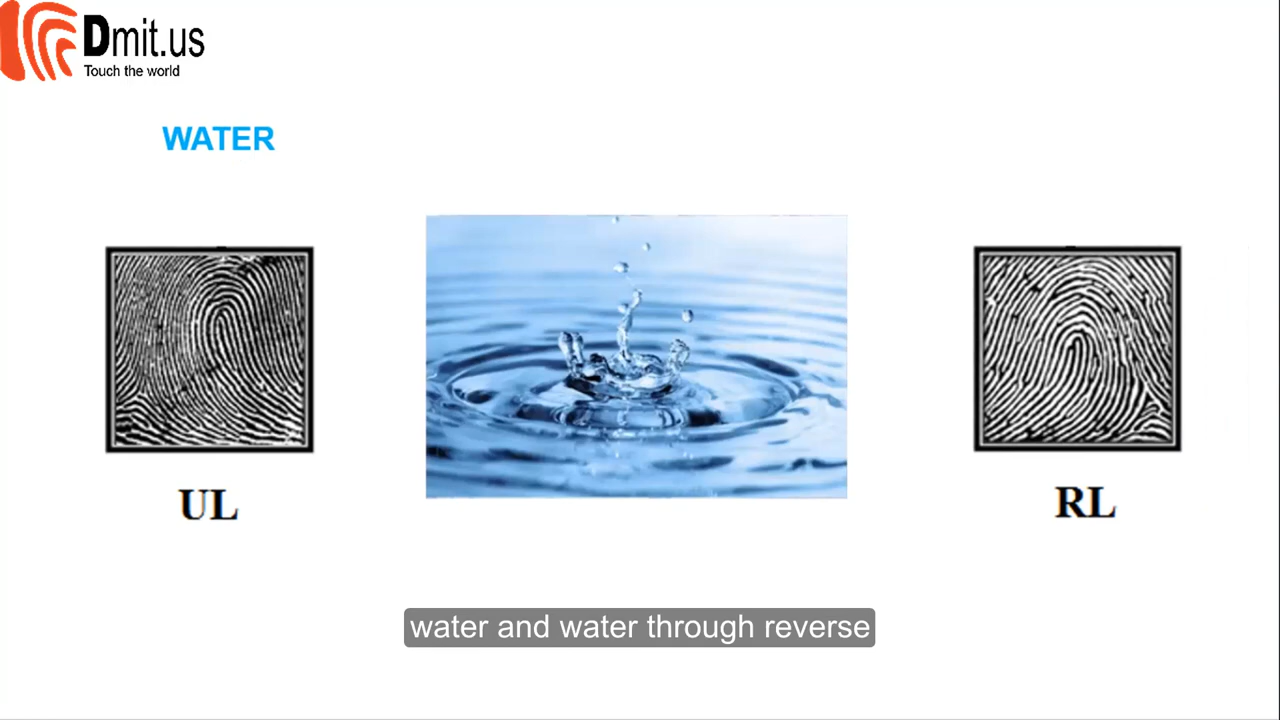 Dmit.us
Touch the world
WATER
UL
RL
water and water through reverse